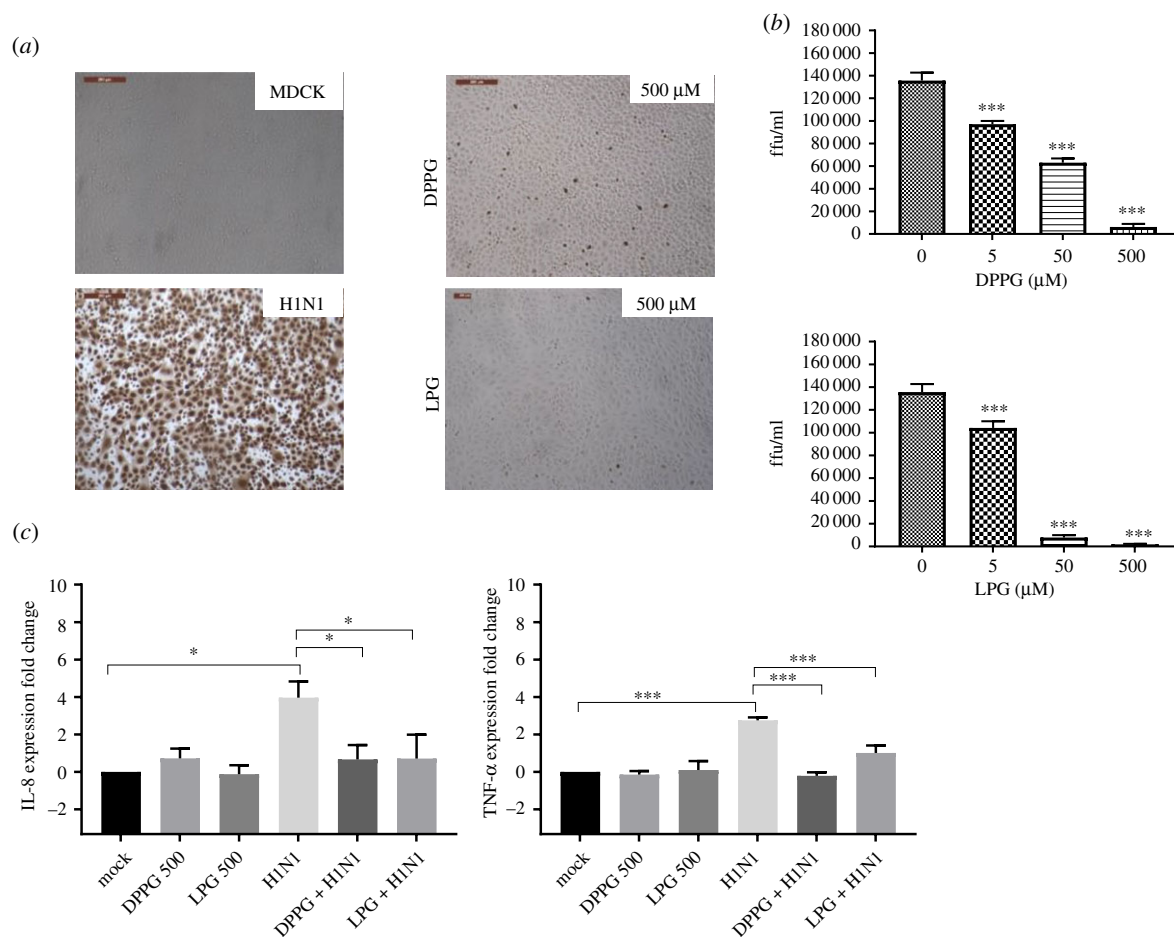 (a)
MDCK
H1N1
DPPG
500 µM
LPG
500 µM
(b)
180 000
160 000
140 000
120 000
100 000
80 000
60 000
40 000
20 000
0
ffu/ml
***
***
***
0 5 50 500
DPPG (µM)
180 000
160 000
140 000
120 000
100 000
80 000
60 000
40 000
20 000
0
ffu/ml
***
***
***
0 5 50 500
LPG (µM)
(c)
IL-8 expression fold change
10
8
6
4
2
0
–2
*
*
*
mock
DPPG 500
LPG 500
H1N1
DPPG + H1N1
LPG + H1N1
TNF-α expression fold change
10
8
6
4
2
0
–2
***
***
***
mock
DPPG 500
LPG 500
H1N1
DPPG + H1N1
LPG + H1N1